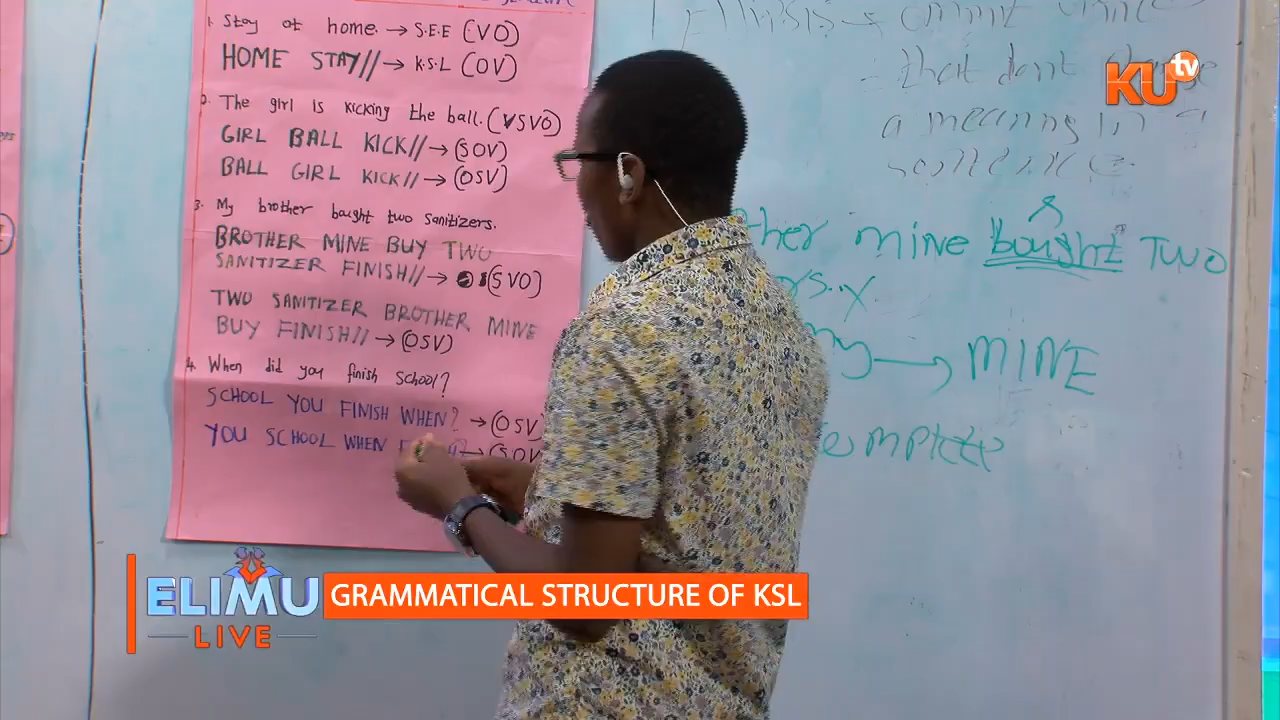 1. Stay at home. → S.E.E (VO)
HOME STAY// → K.S.L (OV)
2. The girl is kicking the ball. (VSVO)
GIRL BALL KICK// → (SOV)
BALL GIRL KICK// → (OSV)
3. My brother bought two sanitizers.
BROTHER MINE BUY TWO
SANITIZER FINISH// → (SVO)
TWO SANITIZER BROTHER MINE
BUY FINISH// → (OSV)
4. When did you finish school?
SCHOOL YOU FINISH WHEN? → (OSV)
YOU SCHOOL WHEN → (SOV
that dont
a meaning in a
mine bought TWO
→ MINE
KU tv
ELIMU
LIVE
GRAMMATICAL STRUCTURE OF KSL